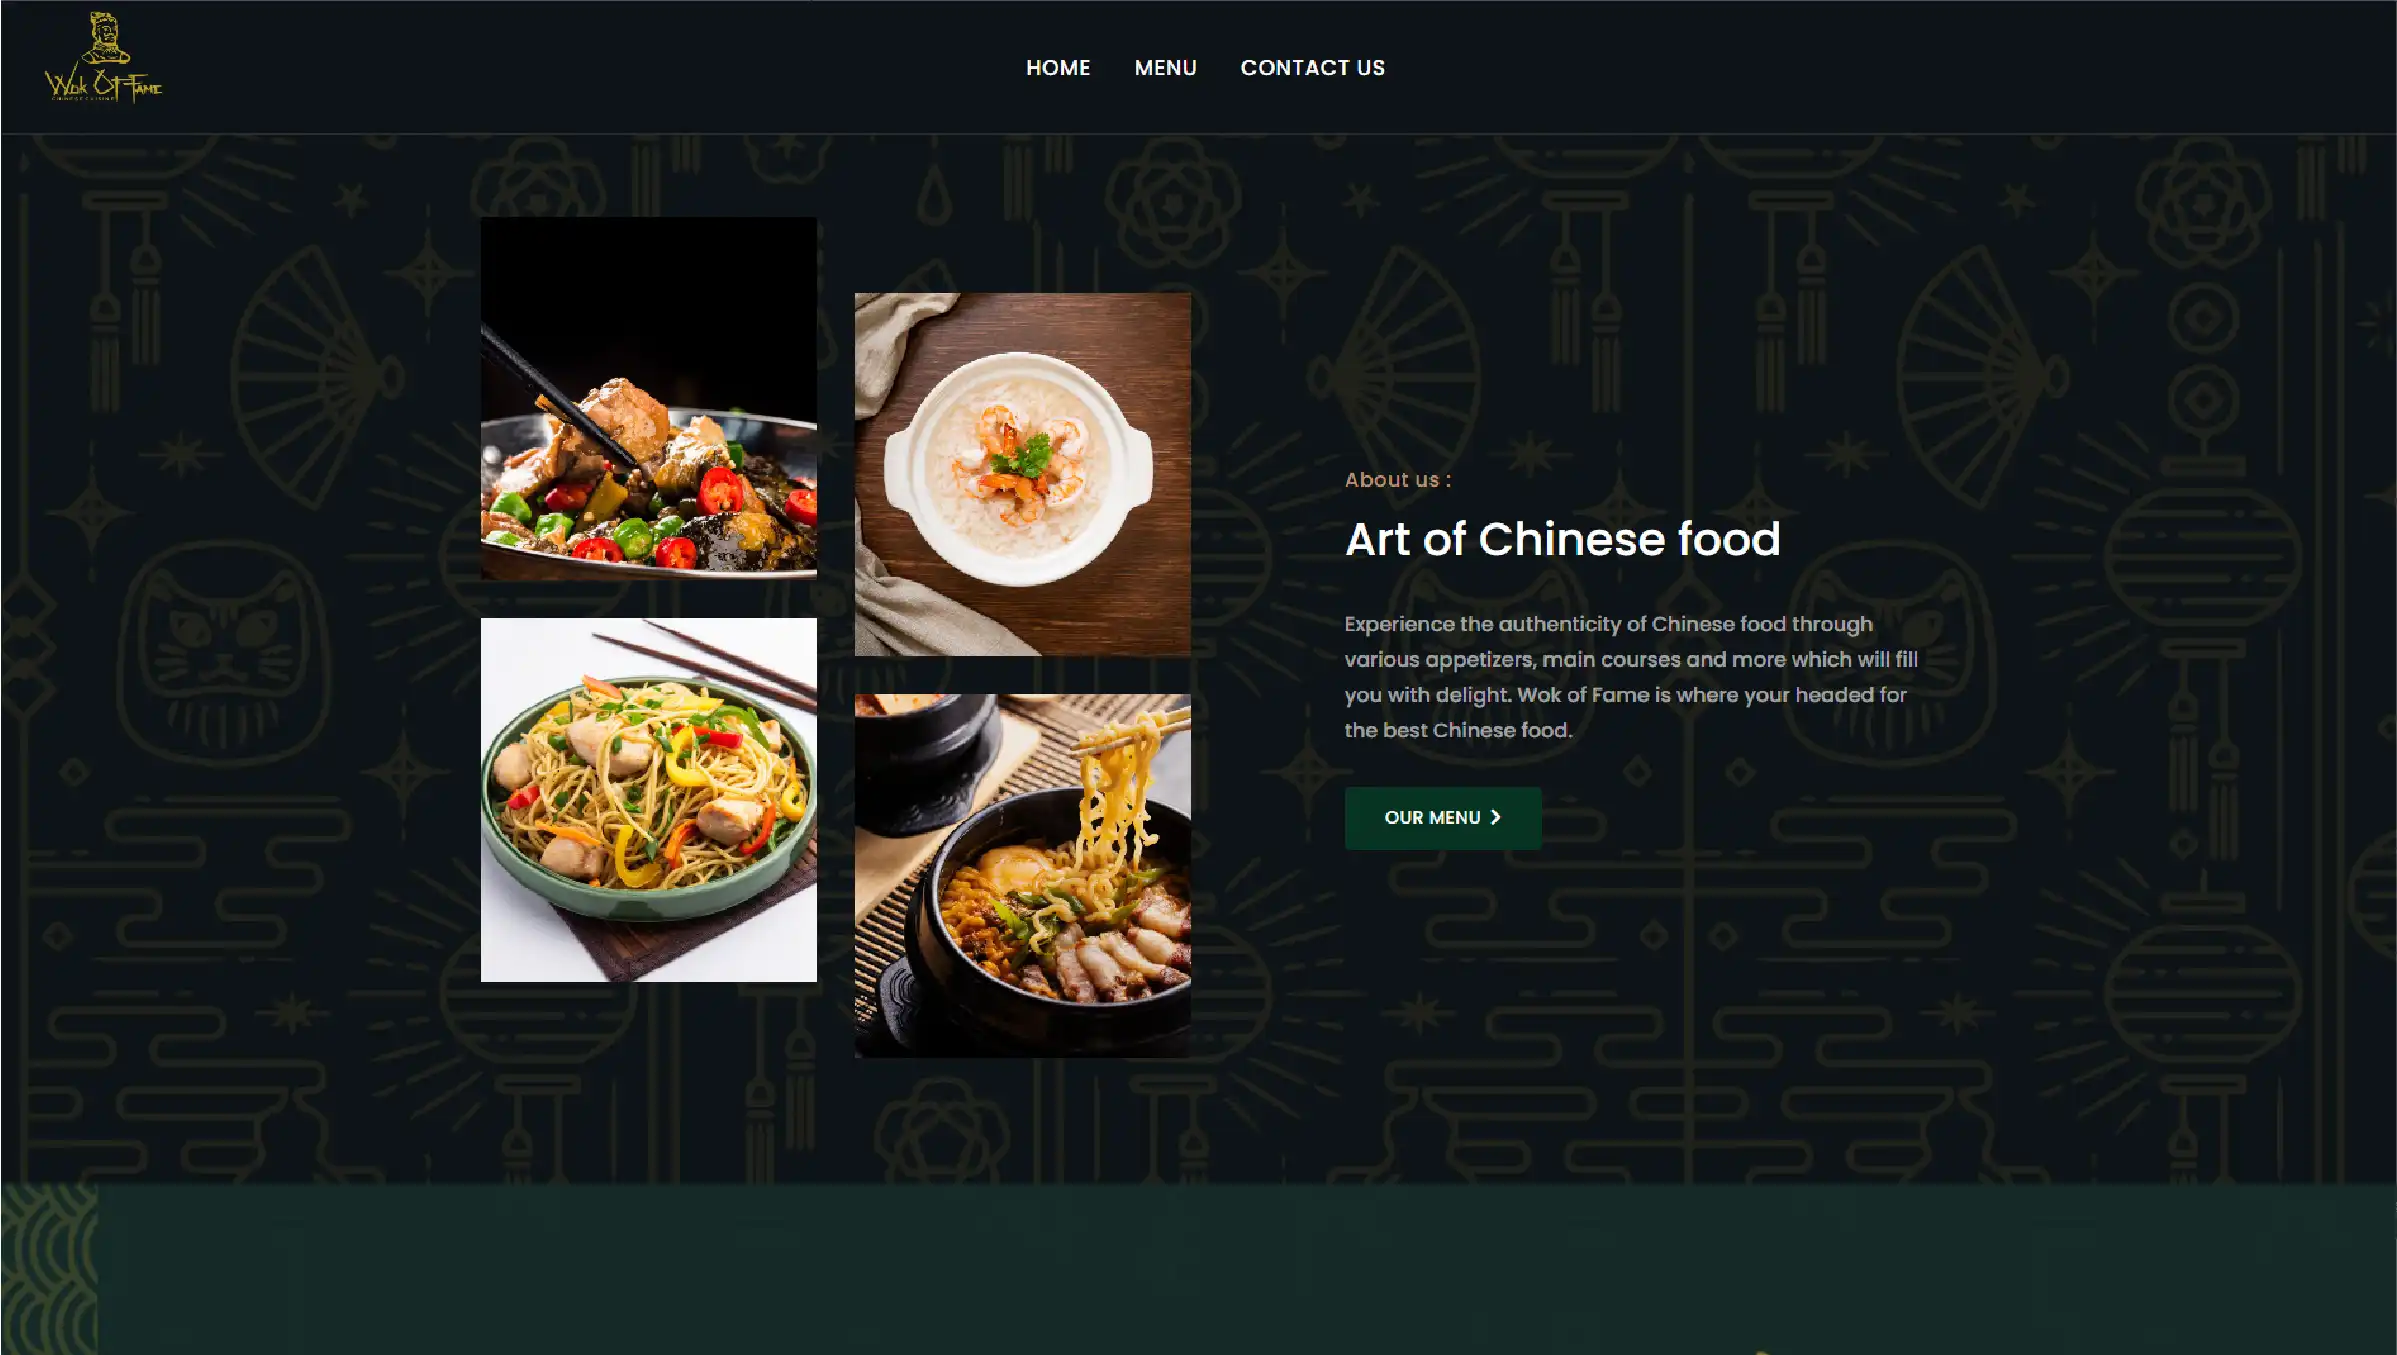 Wok Of Fame
CHINESE CUISINE
HOME MENU CONTACT US
About us :
Art of Chinese food
Experience the authenticity of Chinese food through
various appetizers, main courses and more which will fill
you with delight. Wok of Fame is where your headed for
the best Chinese food.
OUR MENU